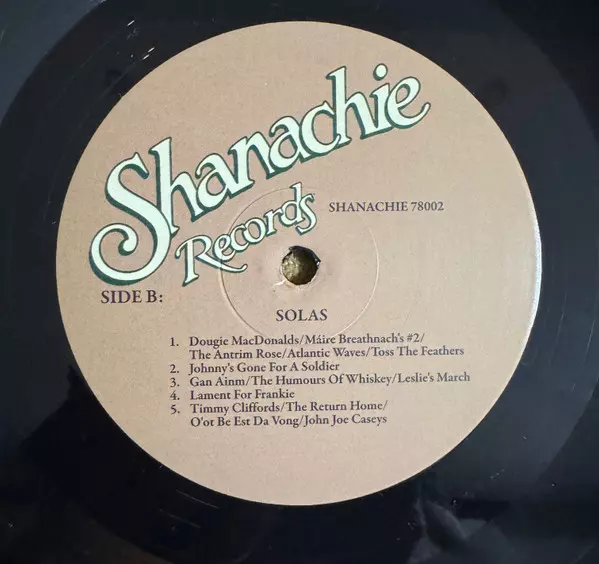 Shanachie
Records
SHANACHIE 78002
SIDE B:
SOLAS
1. Dougie MacDonalds/Máire Breathnach's #2/
The Antrim Rose/Atlantic Waves/Toss The Feathers
2. Johnny's Gone For A Soldier
3. Gan Ainm/The Humours Of Whiskey/Leslie's March
4. Lament For Frankie
5. Timmy Cliffords/The Return Home/
O'ot Be Est Da Vong/John Joe Caseys